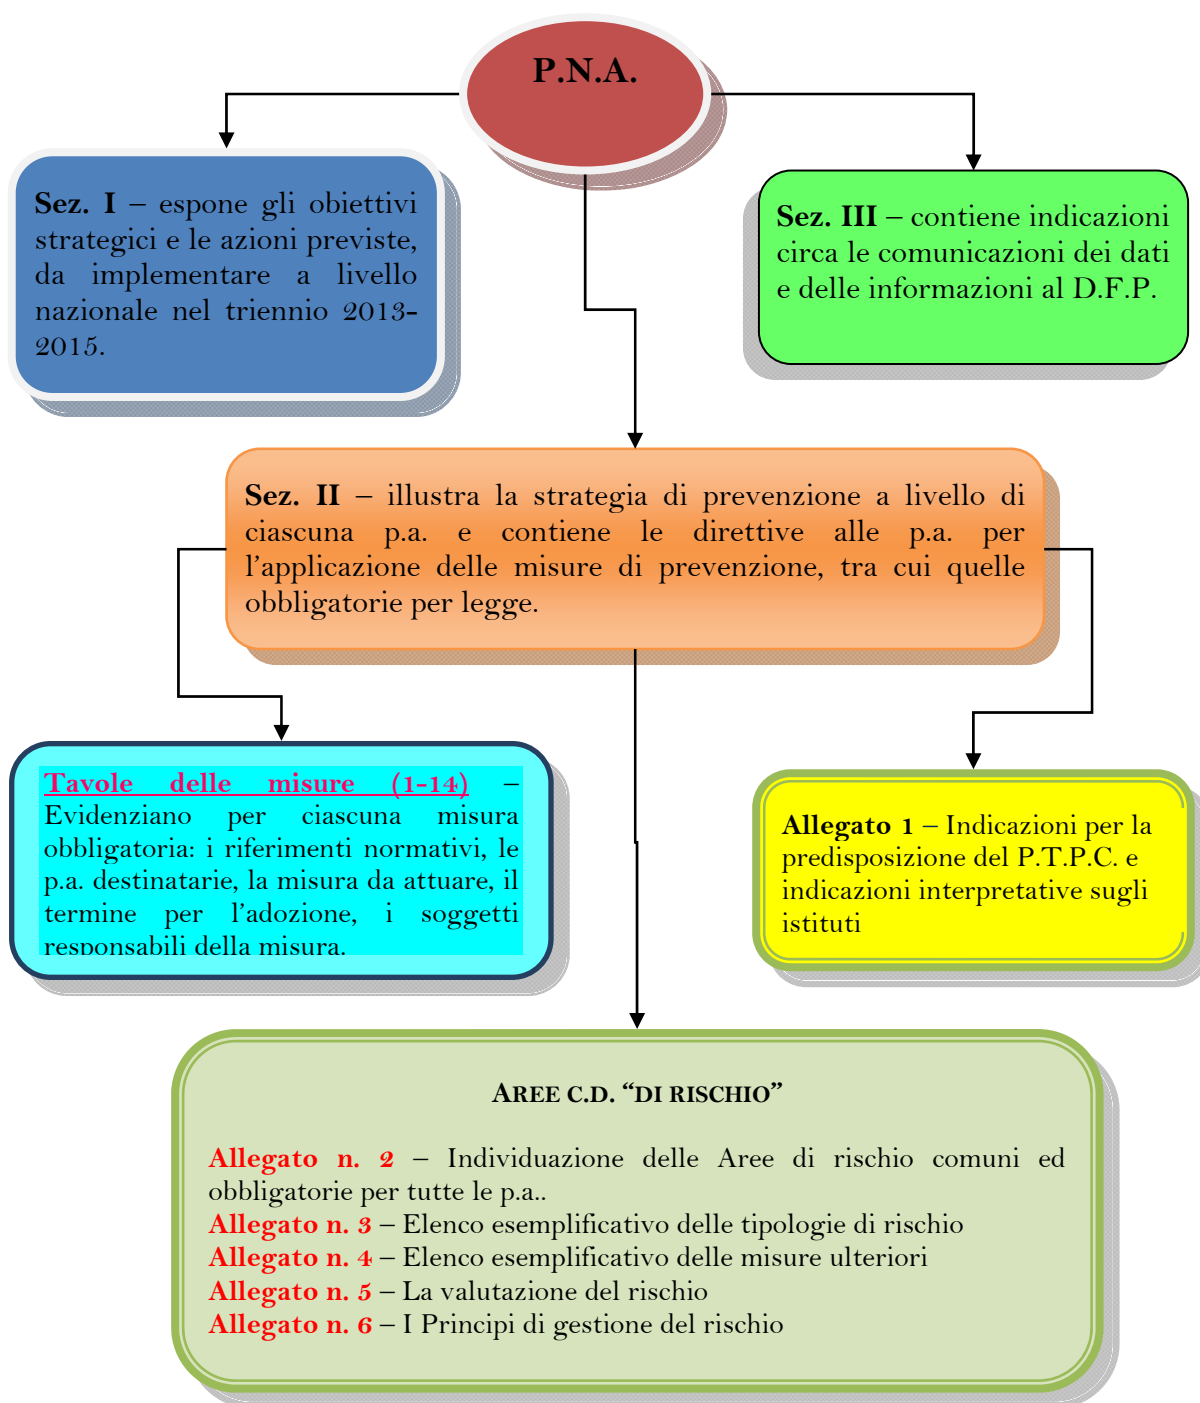 P.N.A.
Sez. I – espone gli obiettivi
strategici e le azioni previste,
da implementare a livello
nazionale nel triennio 2013-
2015.
Sez. III – contiene indicazioni
circa le comunicazioni dei dati
e delle informazioni al D.F.P.
Sez. II – illustra la strategia di prevenzione a livello di
ciascuna p.a. e contiene le direttive alle p.a. per
l’applicazione delle misure di prevenzione, tra cui quelle
obbligatorie per legge.
Tavole delle misure (1-14) –
Evidenziano per ciascuna misura
obbligatoria: i riferimenti normativi, le
p.a. destinatarie, la misura da attuare, il
termine per l’adozione, i soggetti
responsabili della misura.
Allegato 1 – Indicazioni per la
predisposizione del P.T.P.C. e
indicazioni interpretative sugli
istituti
AREE C.D. “DI RISCHIO”
Allegato n. 2 – Individuazione delle Aree di rischio comuni ed
obbligatorie per tutte le p.a..
Allegato n. 3 – Elenco esemplificativo delle tipologie di rischio
Allegato n. 4 – Elenco esemplificativo delle misure ulteriori
Allegato n. 5 – La valutazione del rischio
Allegato n. 6 – I Principi di gestione del rischio